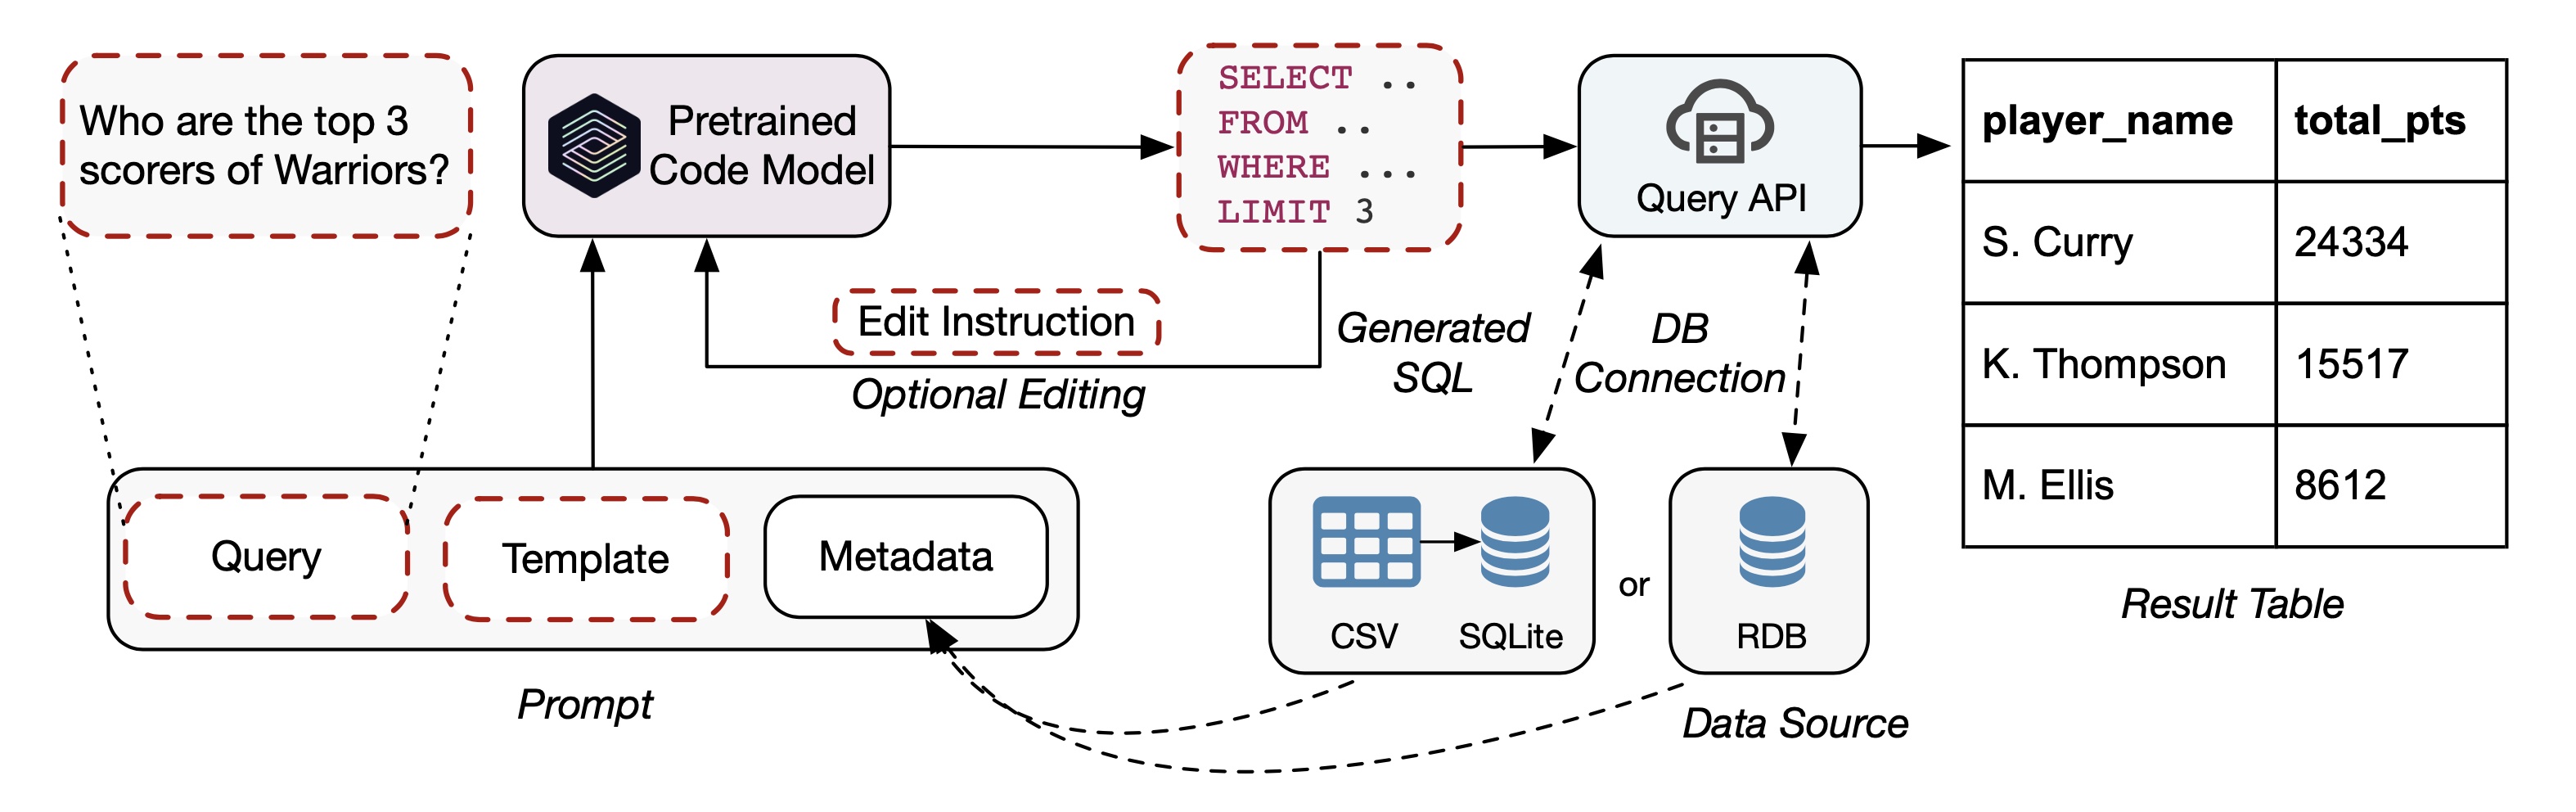 Who are the top 3
scorers of Warriors?
Pretrained
Code Model
SELECT ..
FROM ..
WHERE ...
LIMIT 3
Query API
Edit Instruction
Optional Editing
Generated
SQL
DB
Connection
Query
Template
Metadata
Prompt
CSV
SQLite
or
RDB
Data Source
player_name total_pts
S. Curry 24334
K. Thompson 15517
M. Ellis 8612
Result Table